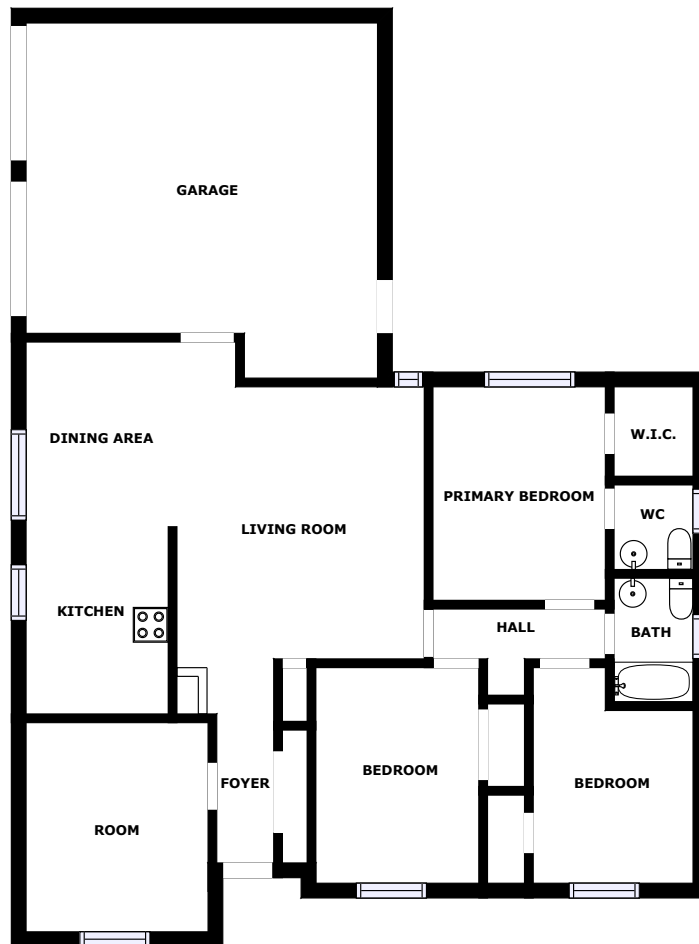 GARAGE
DINING AREA
W.I.C.
PRIMARY BEDROOM
WC
LIVING ROOM
KITCHEN
HALL
BATH
BEDROOM
FOYER
BEDROOM
ROOM